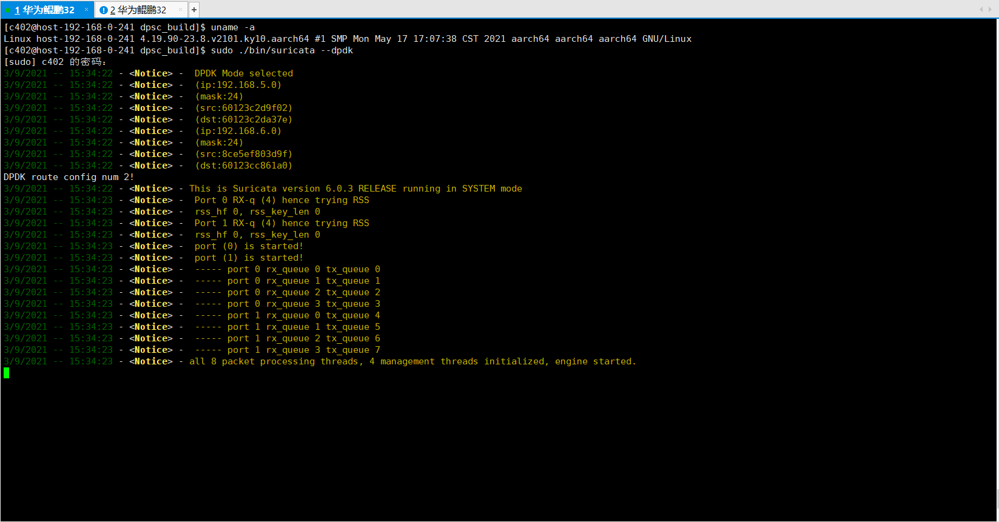 1 华为鲲鹏32 × 2 华为鲲鹏32 × +
[c402@host-192-168-0-241 dpsc_build]$ uname -a
Linux host-192-168-0-241 4.19.90-23.8.v2101.ky10.aarch64 #1 SMP Mon May 17 17:07:38 CST 2021 aarch64 aarch64 aarch64 GNU/Linux
[c402@host-192-168-0-241 dpsc_build]$ sudo ./bin/suricata --dpdk
[sudo] c402 的密码：
3/9/2021 -- 15:34:22 - <Notice> -  DPDK Mode selected
3/9/2021 -- 15:34:22 - <Notice> -  (ip:192.168.5.0)
3/9/2021 -- 15:34:22 - <Notice> -  (mask:24)
3/9/2021 -- 15:34:22 - <Notice> -  (src:60123c2d9f02)
3/9/2021 -- 15:34:22 - <Notice> -  (dst:60123c2da37e)
3/9/2021 -- 15:34:22 - <Notice> -  (ip:192.168.6.0)
3/9/2021 -- 15:34:22 - <Notice> -  (mask:24)
3/9/2021 -- 15:34:22 - <Notice> -  (src:8ce5ef803d9f)
3/9/2021 -- 15:34:22 - <Notice> -  (dst:60123cc861a0)
DPDK route config num 2!
3/9/2021 -- 15:34:22 - <Notice> - This is Suricata version 6.0.3 RELEASE running in SYSTEM mode
3/9/2021 -- 15:34:23 - <Notice> -  Port 0 RX-q (4) hence trying RSS
3/9/2021 -- 15:34:23 - <Notice> -  rss_hf 0, rss_key_len 0
3/9/2021 -- 15:34:23 - <Notice> -  Port 1 RX-q (4) hence trying RSS
3/9/2021 -- 15:34:23 - <Notice> -  rss_hf 0, rss_key_len 0
3/9/2021 -- 15:34:23 - <Notice> -  port (0) is started!
3/9/2021 -- 15:34:23 - <Notice> -  port (1) is started!
3/9/2021 -- 15:34:23 - <Notice> -  ----- port 0 rx_queue 0 tx_queue 0
3/9/2021 -- 15:34:23 - <Notice> -  ----- port 0 rx_queue 1 tx_queue 1
3/9/2021 -- 15:34:23 - <Notice> -  ----- port 0 rx_queue 2 tx_queue 2
3/9/2021 -- 15:34:23 - <Notice> -  ----- port 0 rx_queue 3 tx_queue 3
3/9/2021 -- 15:34:23 - <Notice> -  ----- port 1 rx_queue 0 tx_queue 4
3/9/2021 -- 15:34:23 - <Notice> -  ----- port 1 rx_queue 1 tx_queue 5
3/9/2021 -- 15:34:23 - <Notice> -  ----- port 1 rx_queue 2 tx_queue 6
3/9/2021 -- 15:34:23 - <Notice> -  ----- port 1 rx_queue 3 tx_queue 7
3/9/2021 -- 15:34:23 - <Notice> - all 8 packet processing threads, 4 management threads initialized, engine started.